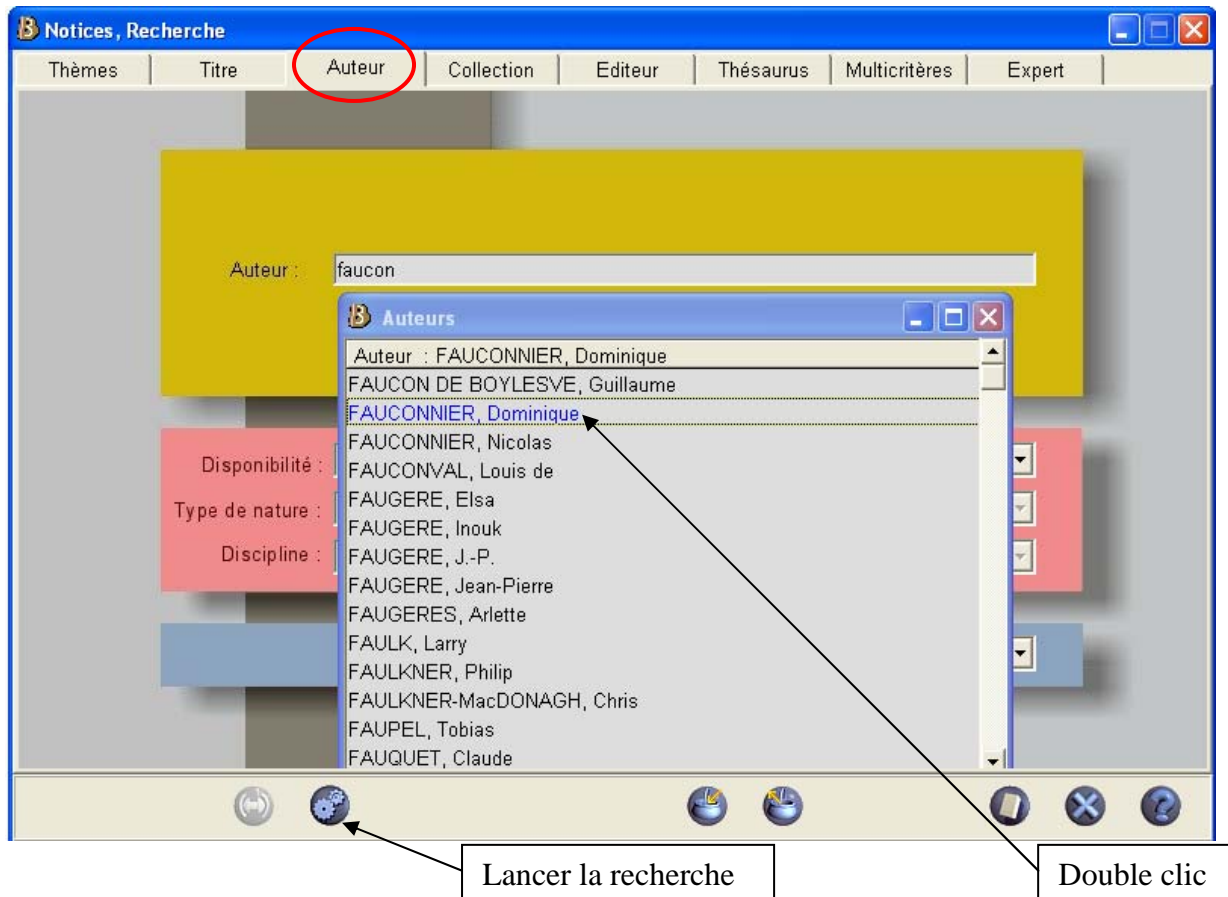 Notices, Recherche
Thèmes Titre Auteur Collection Editeur Thésaurus Multicritères Expert
Auteur : faucon
Auteurs
Auteur : FAUCONNIER, Dominique
FAUCON DE BOYLESVE, Guillaume
FAUCONNIER, Dominique
FAUCONNIER, Nicolas
Disponibilité :
FAUCONVAL, Louis de
FAUGERE, Elsa
Type de nature :
FAUGERE, Inouk
Discipline :
FAUGERE, J.-P.
FAUGERE, Jean-Pierre
FAUGERES, Arlette
FAULK, Larry
FAULKNER, Philip
FAULKNER-MacDONAGH, Chris
FAUPEL, Tobias
FAUQUET, Claude
Lancer la recherche
Double clic